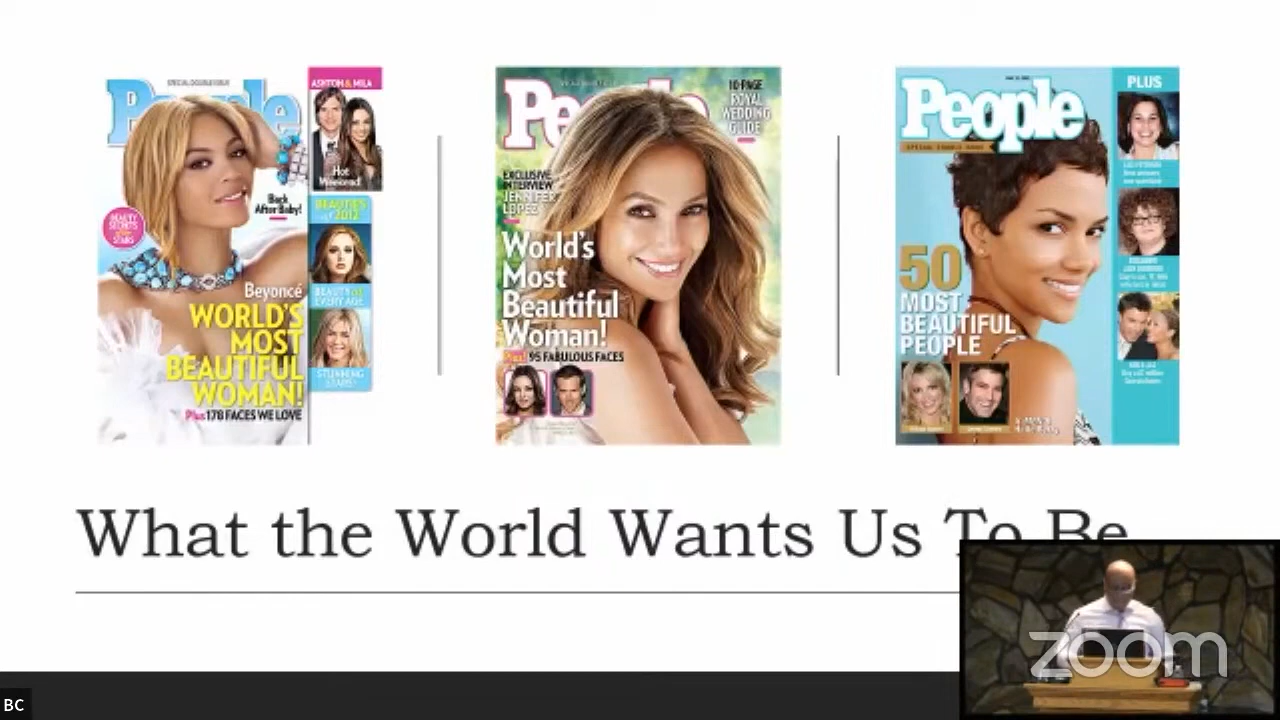 SPECIAL DOUBLE ISSUE
People
ASHTON & MILA
Hot
Weekend!
Back
After Baby!
BEAUTY
SECRETS
of the
STARS
BEAUTIES
of 2012
BEAUTY AT
EVERY AGE
STUNNING
STARS!
Beyoncé
WORLD'S
MOST
BEAUTIFUL
WOMAN!
Plus 178 FACES WE LOVE
People
10-PAGE
ROYAL
WEDDING
GUIDE
EXCLUSIVE
INTERVIEW
JENNIFER
LOPEZ
World's
Most
Beautiful
Woman!
Plus! 95 FABULOUS FACES
People
SPECIAL DOUBLE ISSUE
PLUS
50
MOST
BEAUTIFUL
PEOPLE
What the World Wants Us To Be
zoom
BC